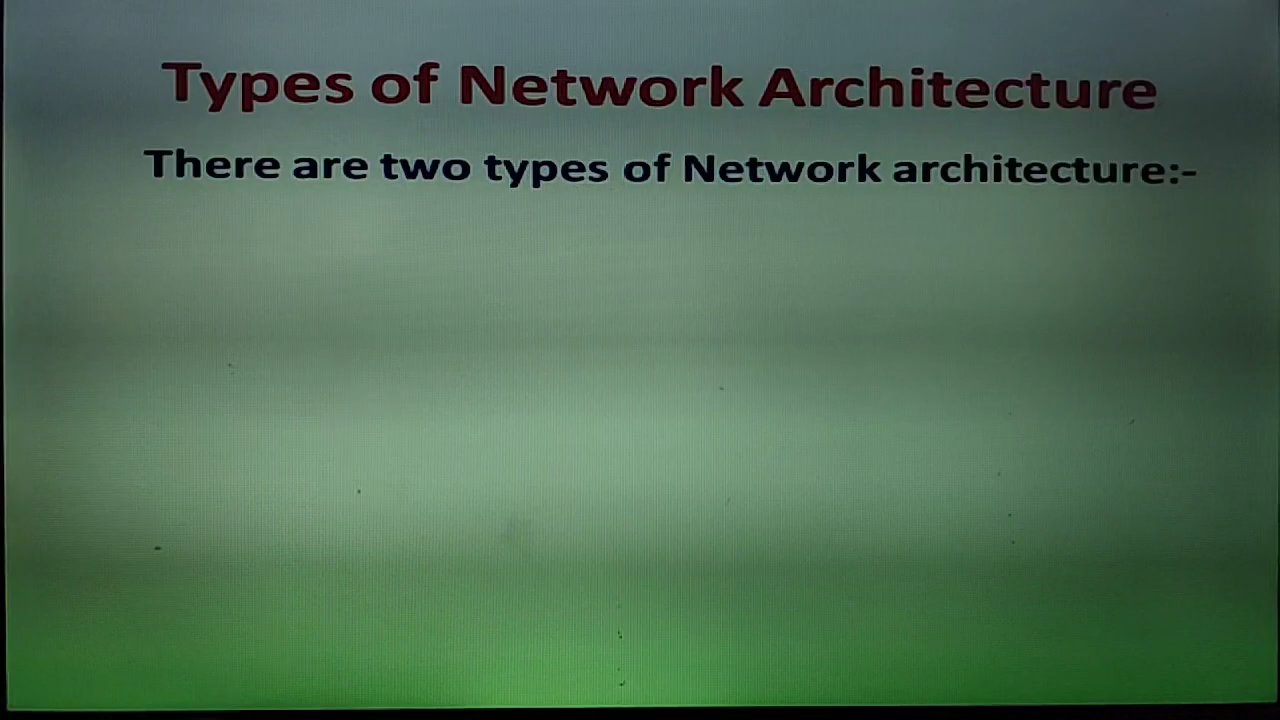 Types of Network Architecture
There are two types of Network architecture:-